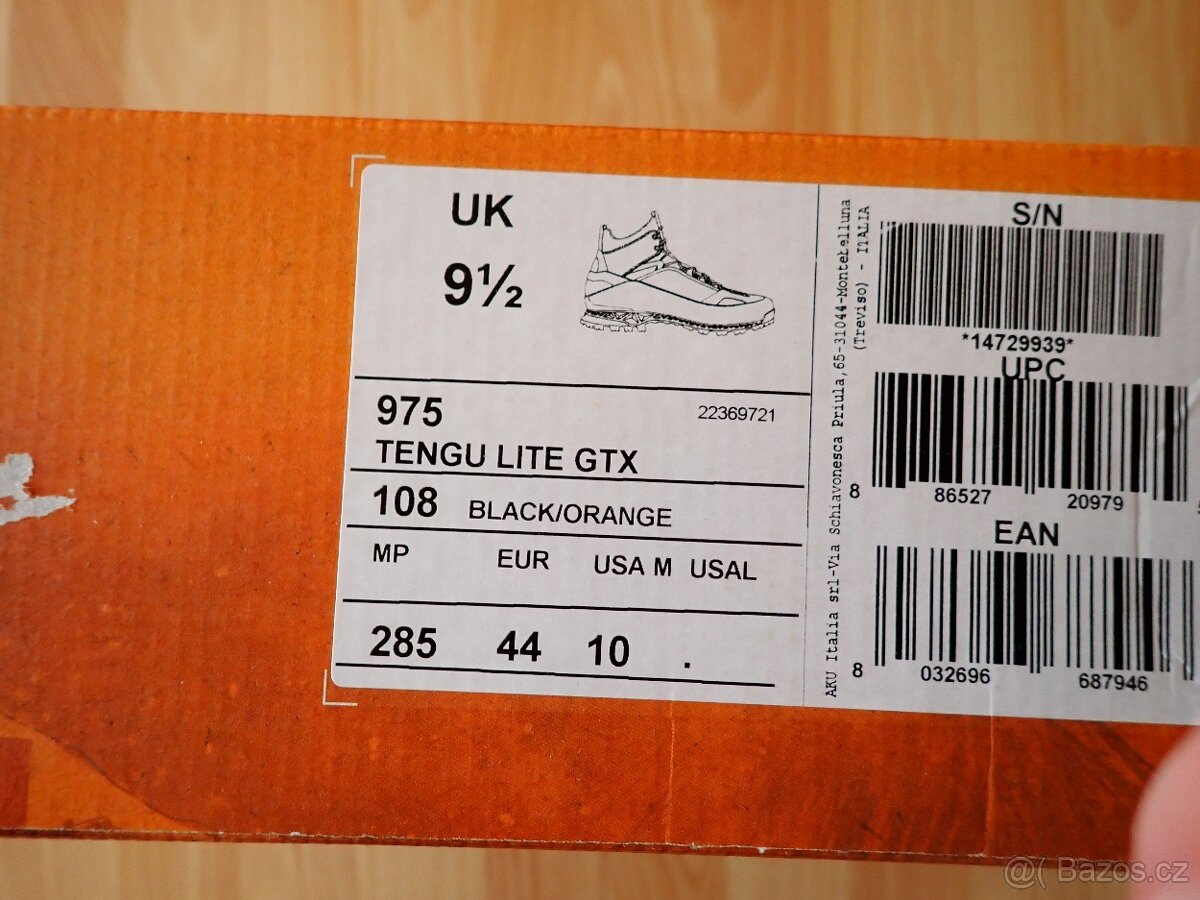 UK
9½
975
22369721
TENGU LITE GTX
108 BLACK/ORANGE
MP EUR USA M USAL
285 44 10 .
AKU Italia srl-Via Schiavonesca Priula,65-31044-Montebelluna
(Treviso) - ITALIA
S/N
*14729939*
UPC
8 86527 20979
EAN
8 032696 687946
@( Bazos.cz